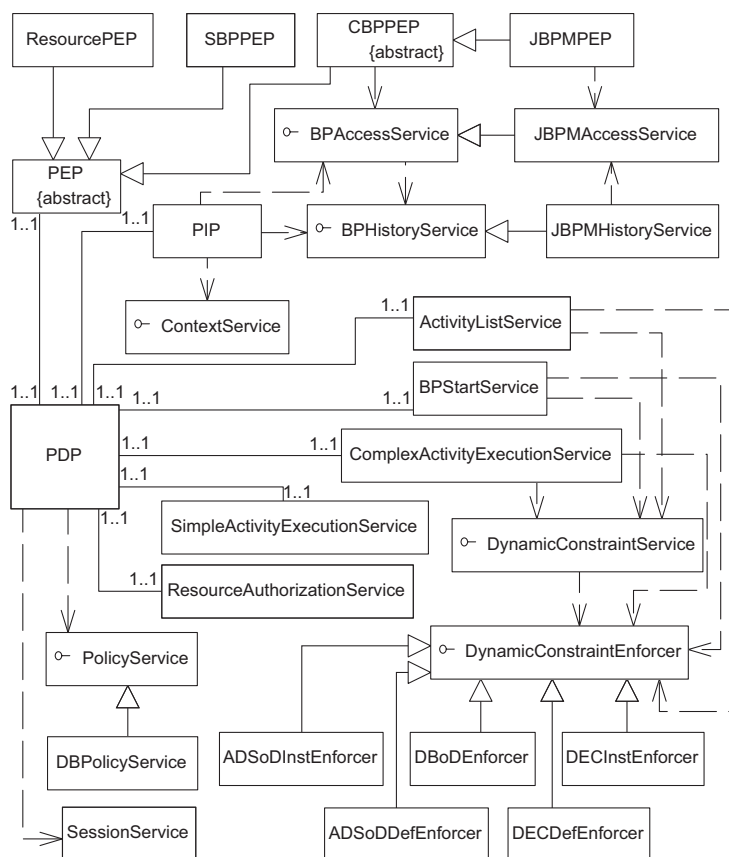 ResourcePEP
SBPPEP
CBPPEP
{abstract}
JBPMPEP
BPAccessService
JBPMAccessService
PEP
{abstract}
1..1
1..1
PIP
BPHistoryService
JBPMHistoryService
ContextService
1..1
ActivityListService
1..1
1..1
1..1
1..1
1..1
BPStartService
PDP
1..1
1..1
ComplexActivityExecutionService
1..1
1..1
SimpleActivityExecutionService
1..1
DynamicConstraintService
1..1
ResourceAuthorizationService
PolicyService
DynamicConstraintEnforcer
DBPolicyService
ADSoDInstEnforcer
DBoDEnforcer
DECInstEnforcer
SessionService
ADSoDDefEnforcer
DECDefEnforcer